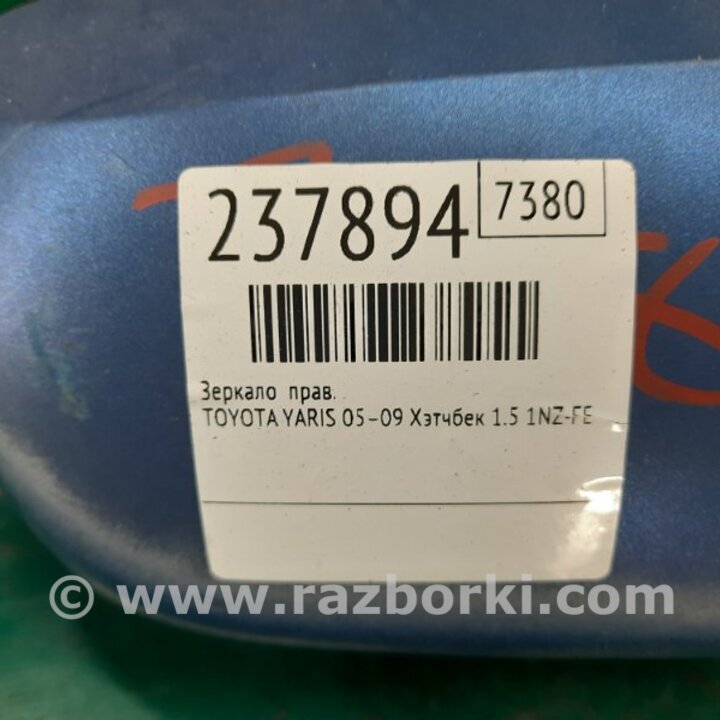 237894
7380
Зеркало прав.
TOYOTA YARIS 05-09 Хэтчбек 1.5 1NZ-FE
© www.razborki.com